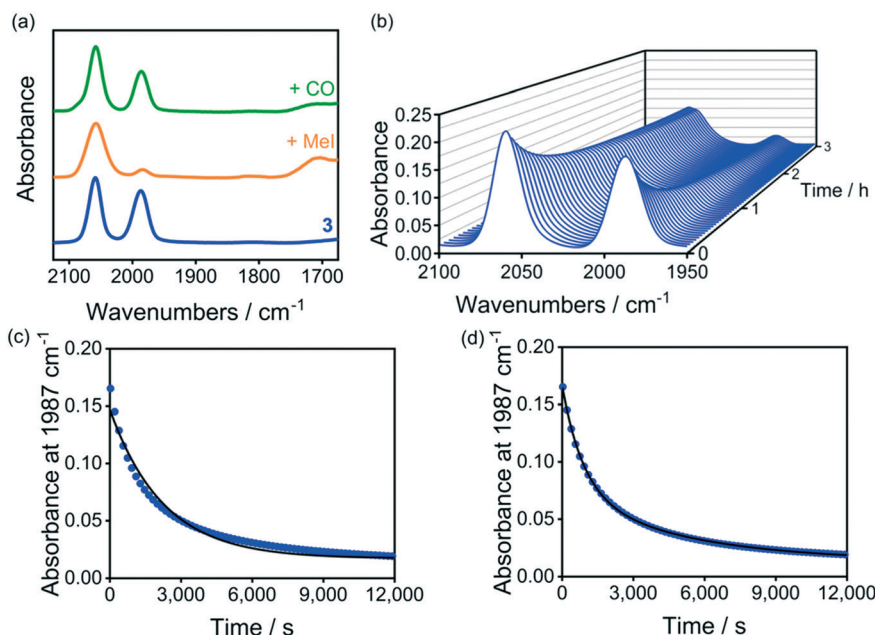 (a)
Absorbance
+ CO
+ MeI
3
2100 2000 1900 1800 1700
Wavenumbers / cm⁻¹
(b)
Absorbance
0.25
0.20
0.15
0.10
0.05
0.00
2100 2050 2000 1950
Wavenumbers / cm⁻¹
0
1
2
3
Time / h
(c)
Absorbance at 1987 cm⁻¹
0.20
0.15
0.10
0.05
0.00
0 3,000 6,000 9,000 12,000
Time / s
(d)
Absorbance at 1987 cm⁻¹
0.20
0.15
0.10
0.05
0.00
0 3,000 6,000 9,000 12,000
Time / s